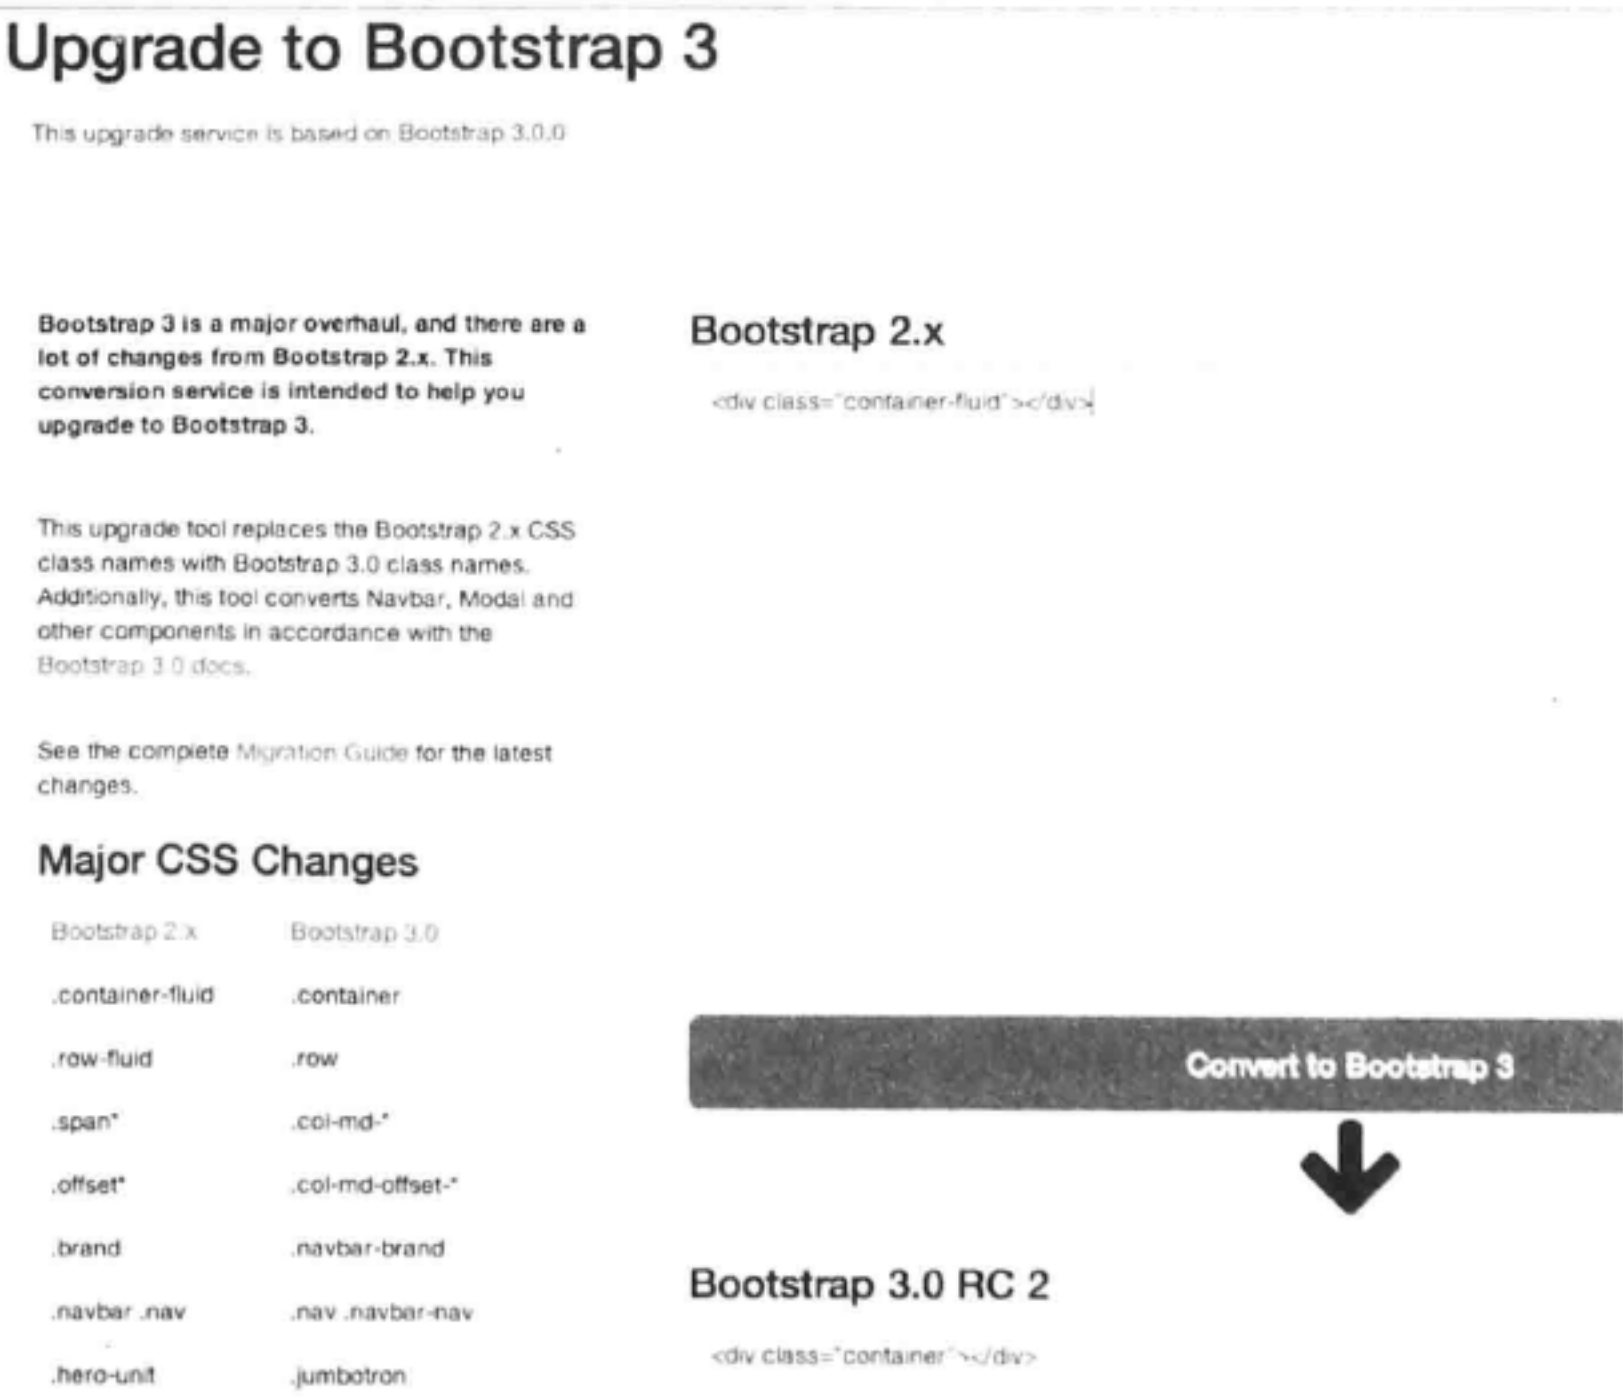 Upgrade to Bootstrap 3
This upgrade service is based on Bootstrap 3.0.0
Bootstrap 3 is a major overhaul, and there are a
lot of changes from Bootstrap 2.x. This
conversion service is intended to help you
upgrade to Bootstrap 3.
This upgrade tool replaces the Bootstrap 2.x CSS
class names with Bootstrap 3.0 class names.
Additionally, this tool converts Navbar, Modal and
other components in accordance with the
Bootstrap 3.0 docs.
See the complete Migration Guide for the latest
changes.
Major CSS Changes
Bootstrap 2.x Bootstrap 3.0
.container-fluid .container
.row-fluid .row
.span* .col-md-*
.offset* .col-md-offset-*
.brand .navbar-brand
.navbar .nav .nav .navbar-nav
.hero-unit .jumbotron
Bootstrap 2.x
<div class="container-fluid"></div>
Convert to Bootstrap 3
Bootstrap 3.0 RC 2
<div class="container"></div>